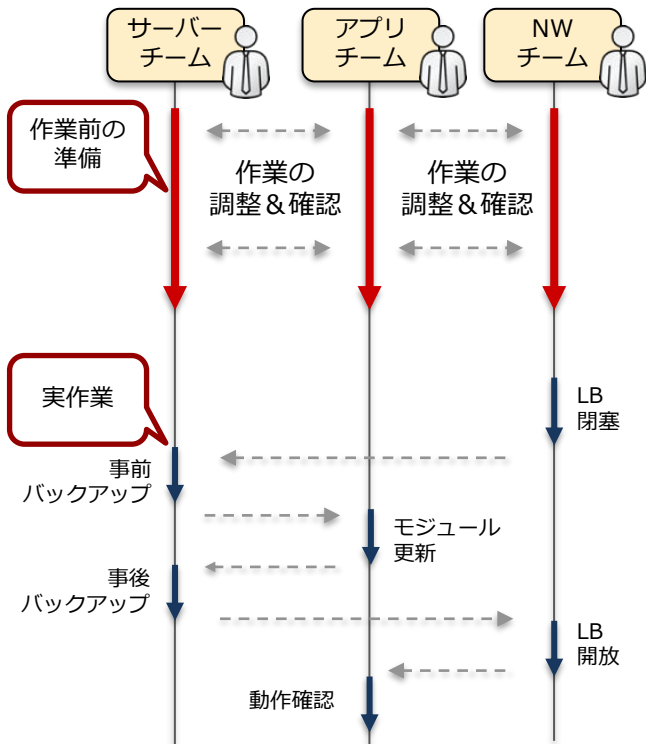 サーバー
チーム
アプリ
チーム
NW
チーム
作業前の
準備
作業の
調整＆確認
作業の
調整＆確認
実作業
LB
閉塞
事前
バックアップ
モジュール
更新
事後
バックアップ
LB
開放
動作確認